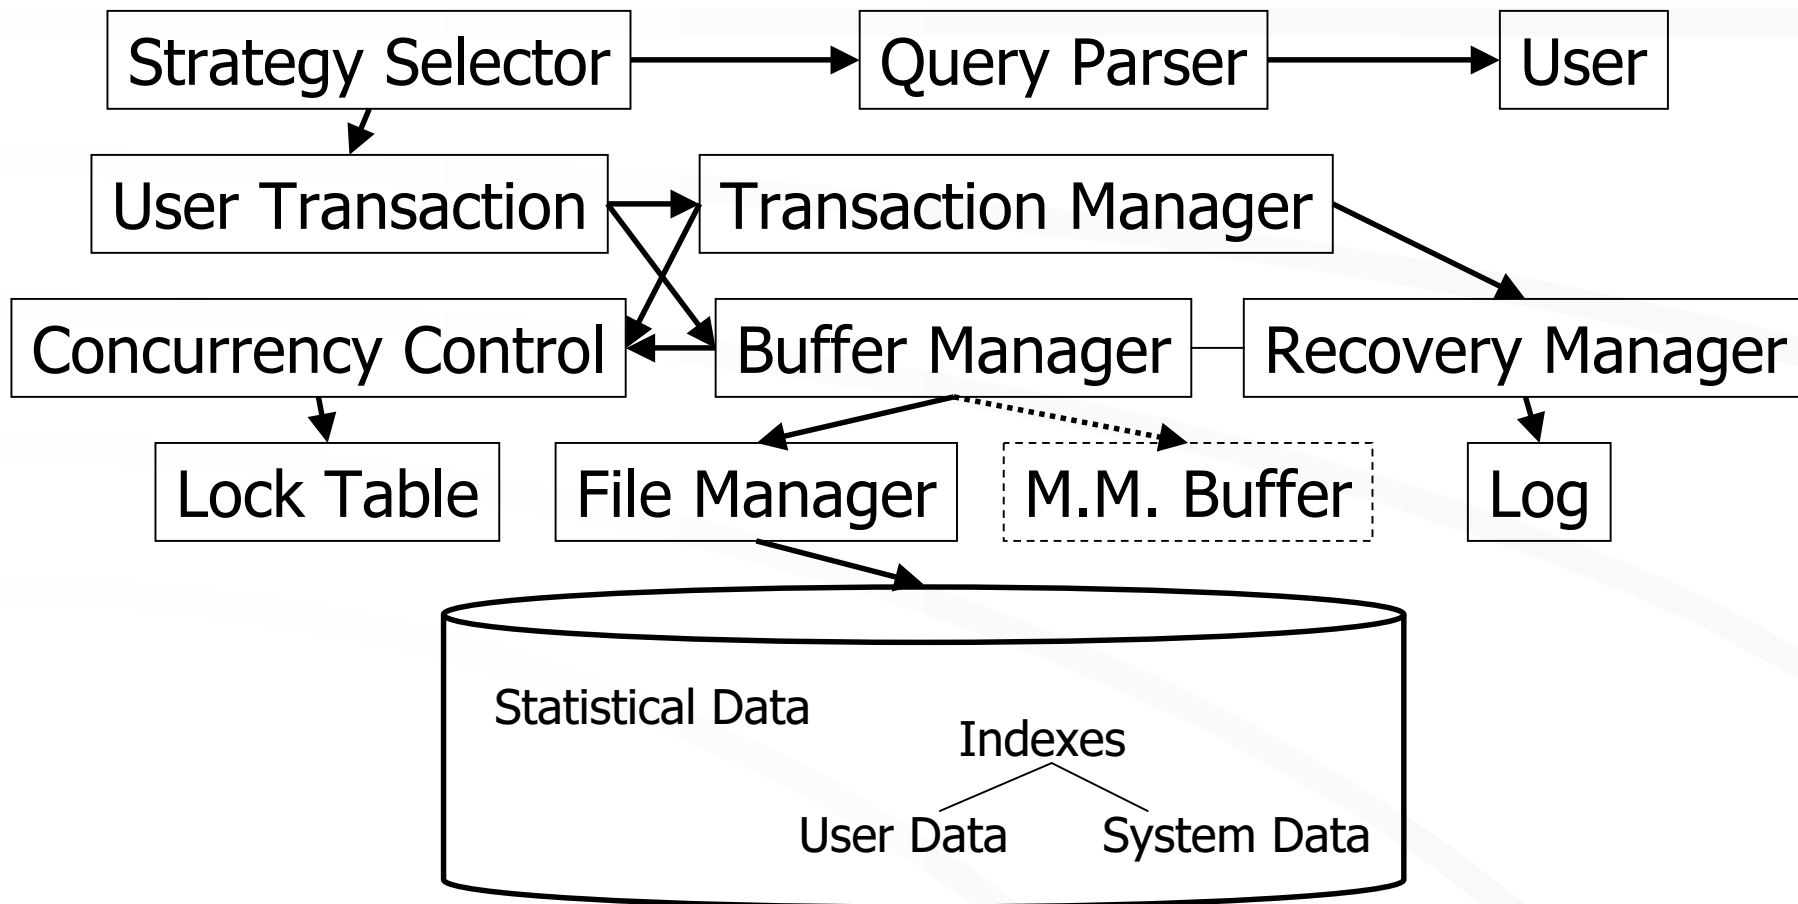 Strategy Selector
Query Parser
User
User Transaction
Transaction Manager
Concurrency Control
Buffer Manager
Recovery Manager
Lock Table
File Manager
M.M. Buffer
Log
Statistical Data
Indexes
User Data
System Data